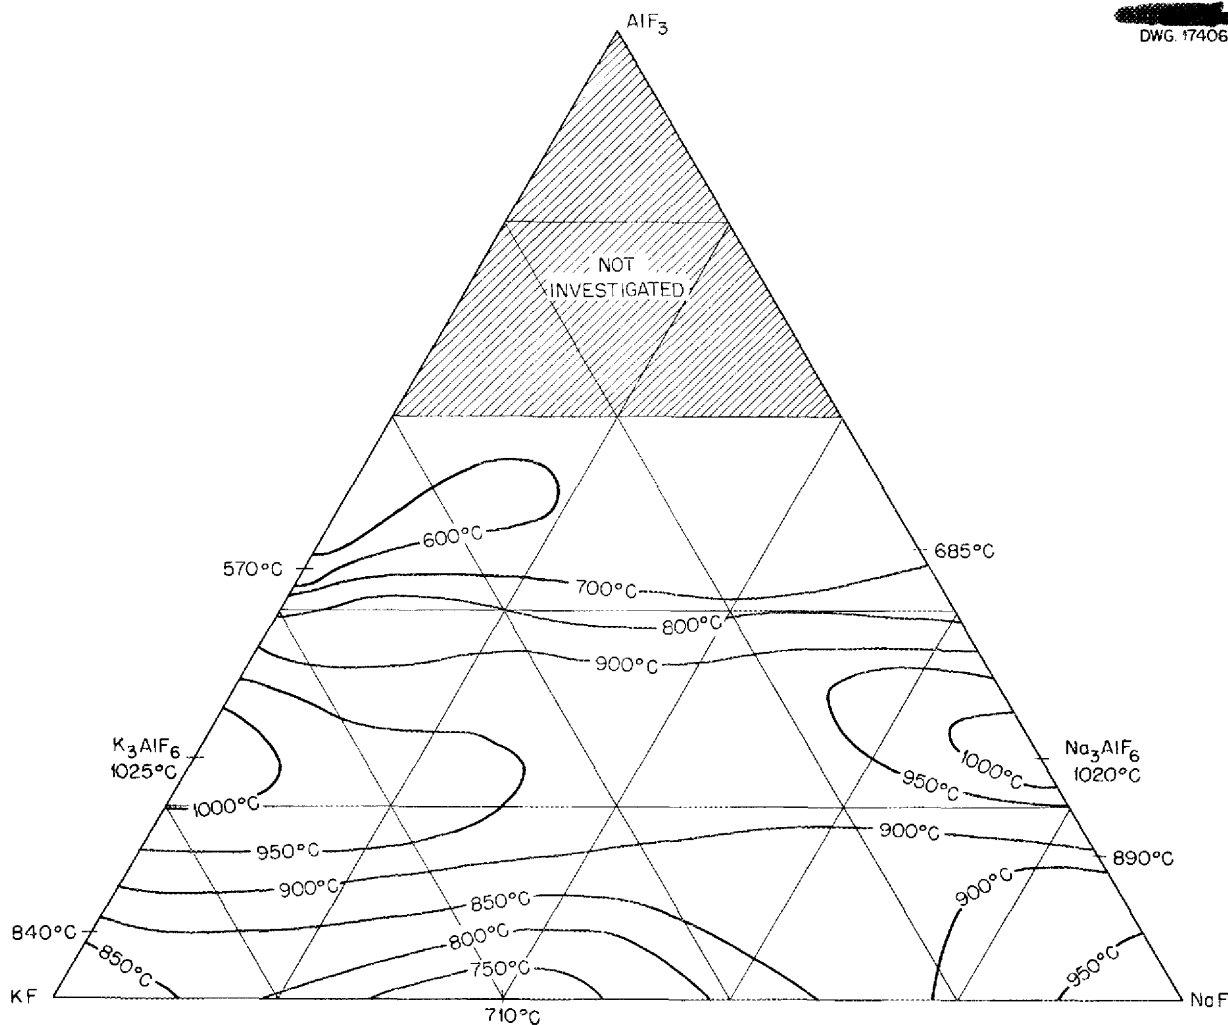 AlF₃
DWG. 17406
NOT
INVESTIGATED
600°C
570°C
685°C
700°C
800°C
900°C
K₃AlF₆
1025°C
Na₃AlF₆
1020°C
1000°C
1000°C
950°C
950°C
900°C
890°C
900°C
900°C
850°C
840°C
800°C
850°C
750°C
950°C
KF
710°C
NaF